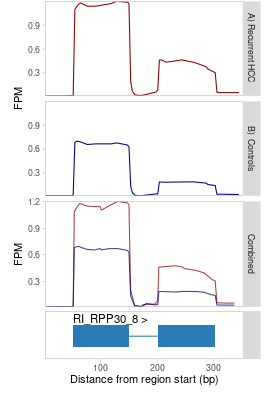 0.9
0.6
0.3
A) Recurrent HCC
FPM
0.9
0.6
0.3
B) Controls
1.2
0.9
0.6
0.3
FPM
Combined
RI_RPP30_8 >
100
200
300
Distance from region start (bp)